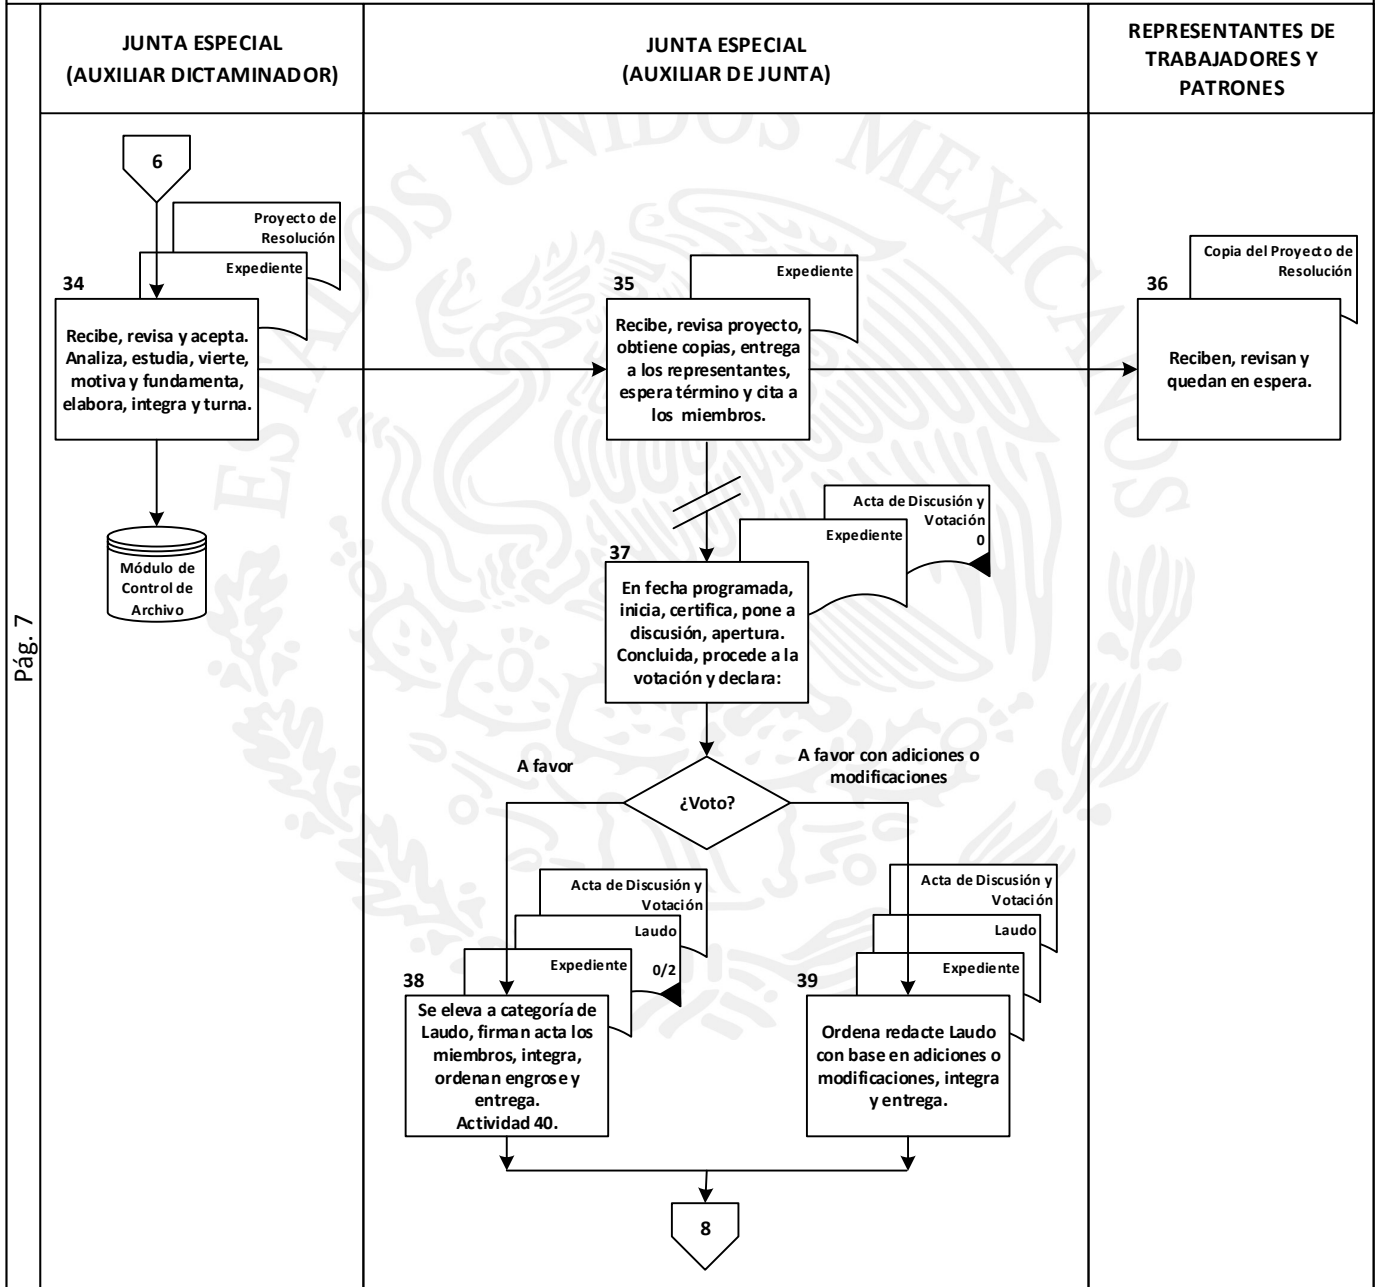 JUNTA ESPECIAL
(AUXILIAR DICTAMINADOR)
JUNTA ESPECIAL
(AUXILIAR DE JUNTA)
REPRESENTANTES DE
TRABAJADORES Y
PATRONES
Pág. 7
ESTADOS UNIDOS MEXICANOS
6
Proyecto de
Resolución
Expediente
34
Recibe, revisa y acepta.
Analiza, estudia, vierte,
motiva y fundamenta,
elabora, integra y turna.
Módulo de
Control de
Archivo
Expediente
35
Recibe, revisa proyecto,
obtiene copias, entrega
a los representantes,
espera término y cita a
los miembros.
Copia del Proyecto de
Resolución
36
Reciben, revisan y
quedan en espera.
Acta de Discusión y
Votación
0
Expediente
37
En fecha programada,
inicia, certifica, pone a
discusión, apertura.
Concluida, procede a la
votación y declara:
¿Voto?
A favor
A favor con adiciones o
modificaciones
Acta de Discusión y
Votación
Laudo
0/2
Expediente
38
Se eleva a categoría de
Laudo, firman acta los
miembros, integra,
ordenan engrose y
entrega.
Actividad 40.
Acta de Discusión y
Votación
Laudo
Expediente
39
Ordena redacte Laudo
con base en adiciones o
modificaciones, integra
y entrega.
8